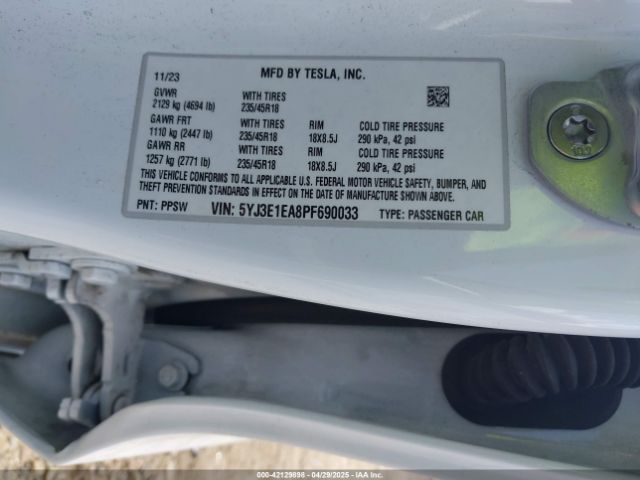 11/23 MFD BY TESLA, INC.
GVWR WITH TIRES
2129 kg (4694 lb) 235/45R18
GAWR FRT WITH TIRES RIM COLD TIRE PRESSURE
1110 kg (2447 lb) 235/45R18 18X8.5J 290 kPa, 42 psi
GAWR RR WITH TIRES RIM COLD TIRE PRESSURE
1257 kg (2771 lb) 235/45R18 18X8.5J 290 kPa, 42 psi
THIS VEHICLE CONFORMS TO ALL APPLICABLE U.S. FEDERAL MOTOR VEHICLE SAFETY, BUMPER, AND
THEFT PREVENTION STANDARDS IN EFFECT ON THE DATE OF MANUFACTURE SHOWN ABOVE.
PNT: PPSW VIN: 5YJ3E1EA8PF690033 TYPE: PASSENGER CAR
000-42129898 04/29/2025 IAAI